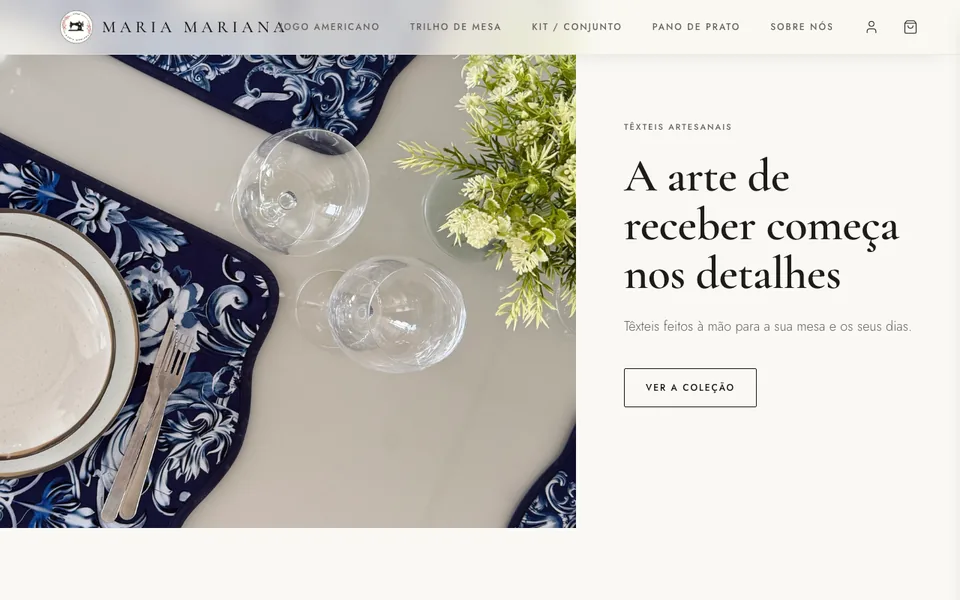 MARIA MARIANA
OGO AMERICANO
TRILHO DE MESA
KIT / CONJUNTO
PANO DE PRATO
SOBRE NÓS
TÊXTEIS ARTESANAIS
A arte de
receber começa
nos detalhes
Têxteis feitos à mão para a sua mesa e os seus dias.
VER A COLEÇÃO